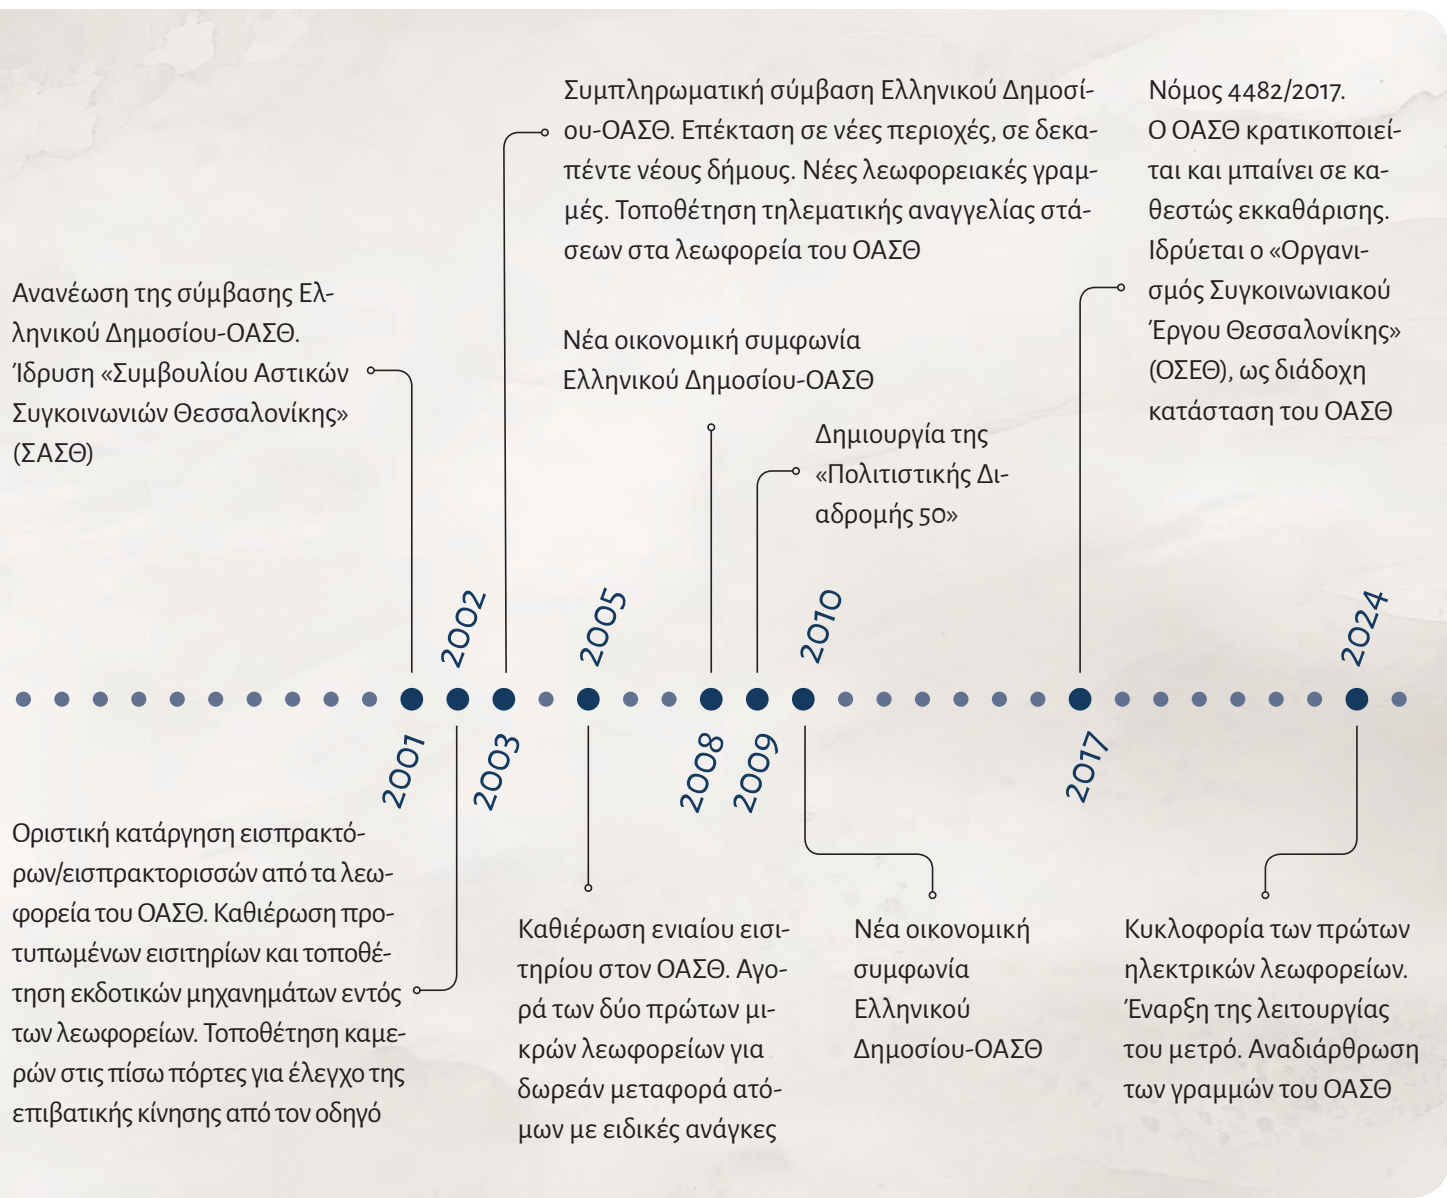 Συμπληρωματική σύμβαση Ελληνικού Δημοσί-
ου-ΟΑΣΘ. Επέκταση σε νέες περιοχές, σε δεκα-
πέντε νέους δήμους. Νέες λεωφορειακές γραμ-
μές. Τοποθέτηση τηλεματικής αναγγελίας στά-
σεων στα λεωφορεία του ΟΑΣΘ
Νόμος 4482/2017.
Ο ΟΑΣΘ κρατικοποιεί-
ται και μπαίνει σε κα-
θεστώς εκκαθάρισης.
Ιδρύεται ο «Οργανι-
σμός Συγκοινωνιακού
Έργου Θεσσαλονίκης»
(ΟΣΕΘ), ως διάδοχη
κατάσταση του ΟΑΣΘ
Ανανέωση της σύμβασης Ελ-
ληνικού Δημοσίου-ΟΑΣΘ.
Ίδρυση «Συμβουλίου Αστικών
Συγκοινωνιών Θεσσαλονίκης»
(ΣΑΣΘ)
Νέα οικονομική συμφωνία
Ελληνικού Δημοσίου-ΟΑΣΘ
Δημιουργία της
«Πολιτιστικής Δι-
αδρομής 50»
2001
2002
2003
2005
2008
2009
2010
2017
2024
Οριστική κατάργηση εισπρακτό-
ρων/εισπρακτορισσών από τα λεω-
φορεία του ΟΑΣΘ. Καθιέρωση προ-
τυπωμένων εισιτηρίων και τοποθέ-
τηση εκδοτικών μηχανημάτων εντός
των λεωφορείων. Τοποθέτηση καμε-
ρών στις πίσω πόρτες για έλεγχο της
επιβατικής κίνησης από τον οδηγό
Καθιέρωση ενιαίου εισι-
τηρίου στον ΟΑΣΘ. Αγο-
ρά των δύο πρώτων μι-
κρών λεωφορείων για
δωρεάν μεταφορά ατό-
μων με ειδικές ανάγκες
Νέα οικονομική
συμφωνία
Ελληνικού
Δημοσίου-ΟΑΣΘ
Κυκλοφορία των πρώτων
ηλεκτρικών λεωφορείων.
Έναρξη της λειτουργίας
του μετρό. Αναδιάρθρωση
των γραμμών του ΟΑΣΘ